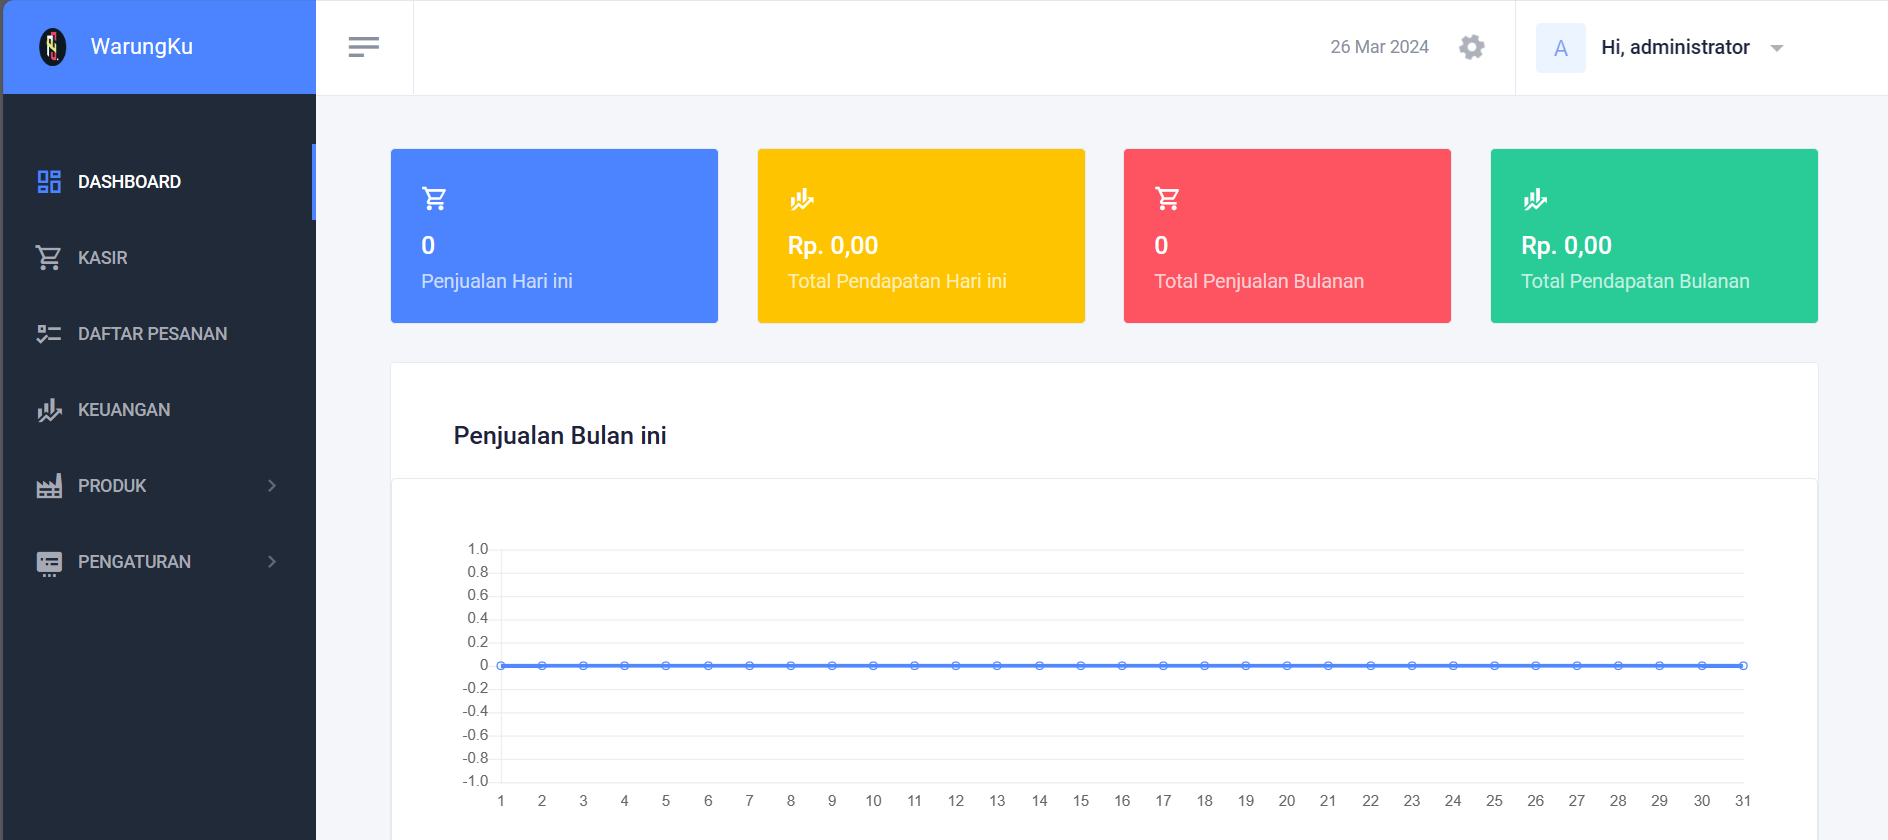 WarungKu
26 Mar 2024
A
Hi, administrator
DASHBOARD
KASIR
DAFTAR PESANAN
KEUANGAN
PRODUK
PENGATURAN
0
Penjualan Hari ini
Rp. 0,00
Total Pendapatan Hari ini
0
Total Penjualan Bulanan
Rp. 0,00
Total Pendapatan Bulanan
Penjualan Bulan ini
1.0
0.8
0.6
0.4
0.2
0
-0.2
-0.4
-0.6
-0.8
-1.0
1 2 3 4 5 6 7 8 9 10 11 12 13 14 15 16 17 18 19 20 21 22 23 24 25 26 27 28 29 30 31